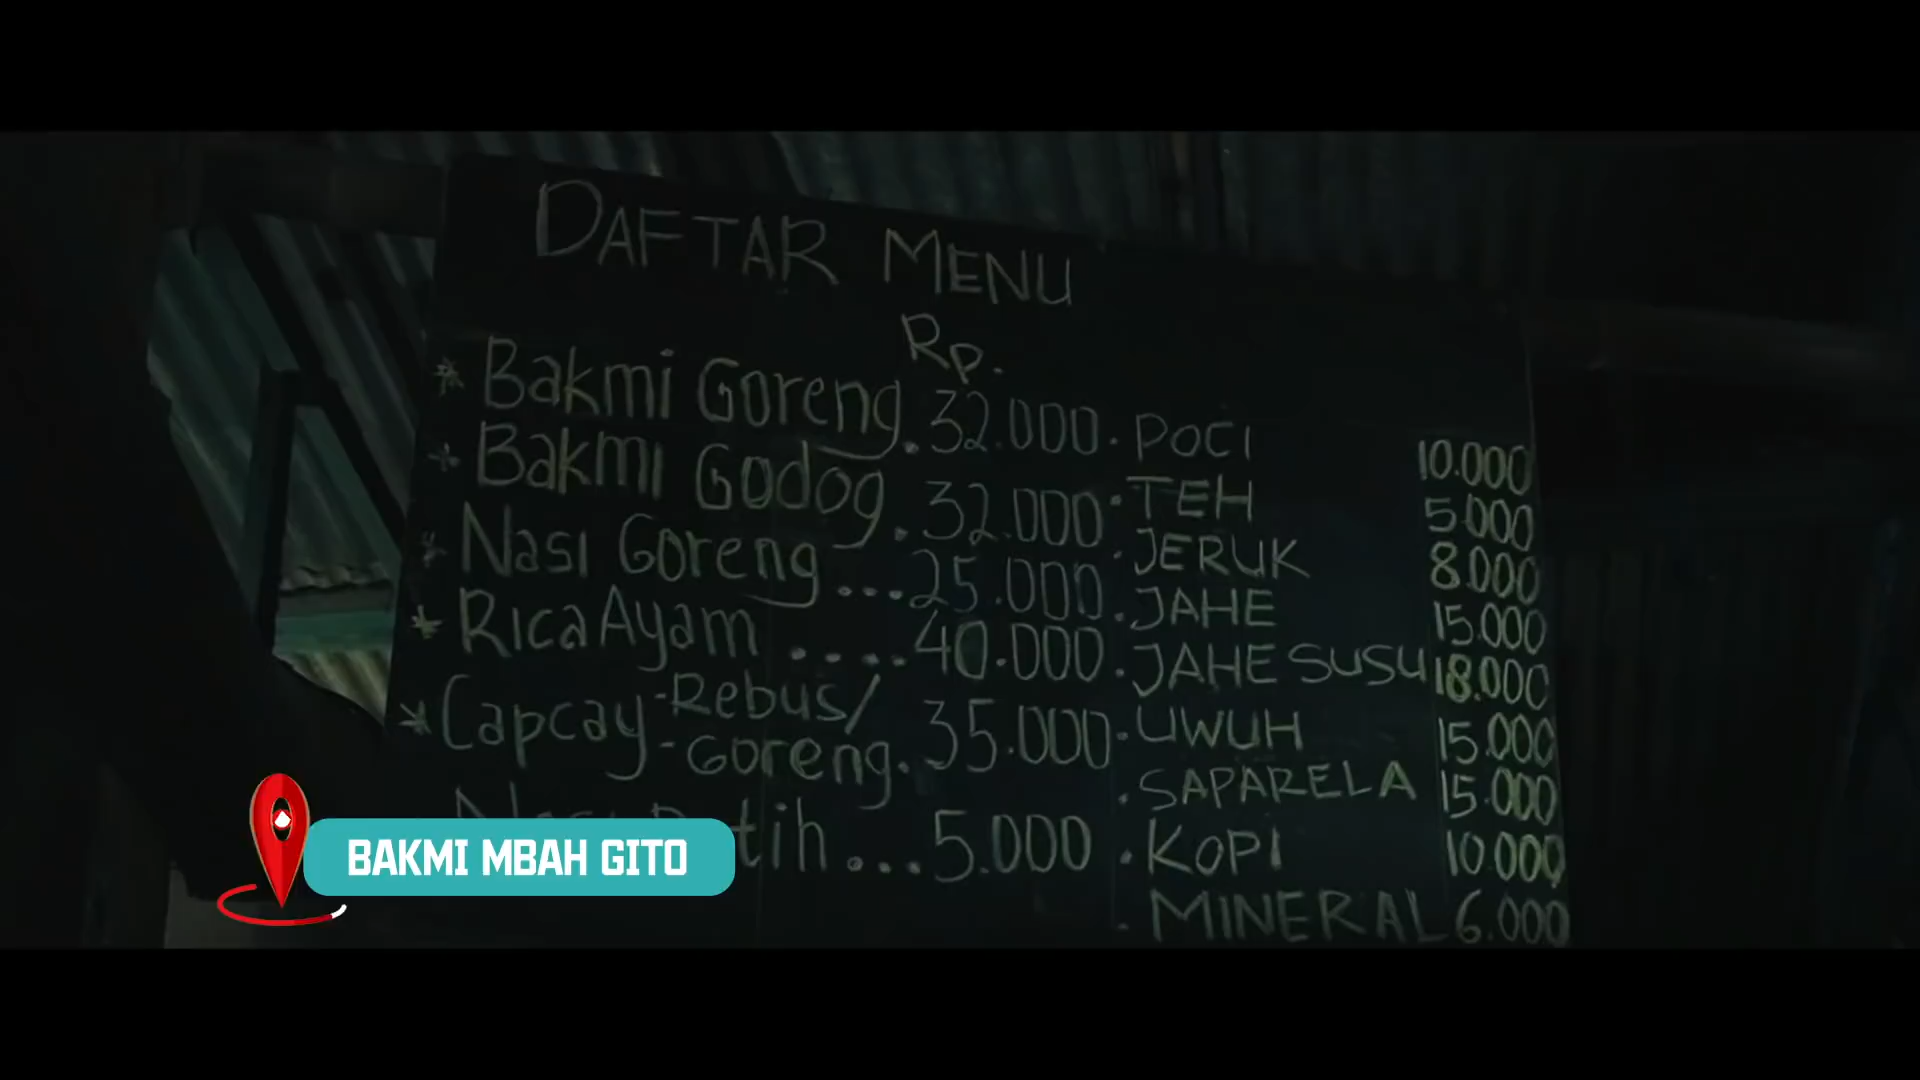 DAFTAR MENU
Rp.
* Bakmi Goreng. 32.000
* Bakmi Godog. 32.000
* Nasi Goreng ... 25.000
* Rica Ayam .... 40.000
* Capcay -Rebus/
-Goreng. 35.000
tih ... 5.000
. POCI 10.000
. TEH 5.000
. JERUK 8.000
. JAHE 15.000
. JAHE SUSU 18.000
. UWUH 15.000
. SAPARELA 15.000
. KOPI 10.000
. MINERAL 6.000
BAKMI MBAH GITO